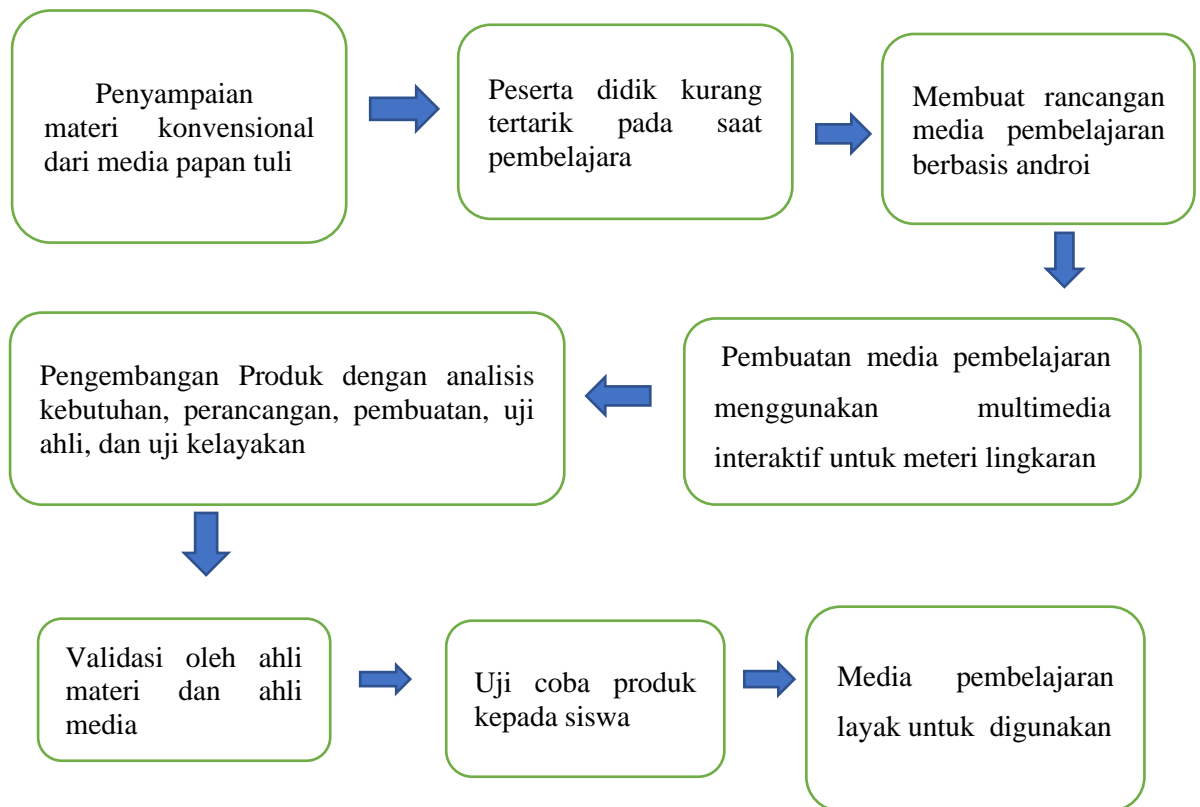 Penyampaian
materi konvensional
dari media papan tuli
Peserta didik kurang
tertarik pada saat
pembelajara
Membuat rancangan
media pembelajaran
berbasis androi
Pembuatan media pembelajaran
menggunakan multimedia
interaktif untuk meteri lingkaran
Pengembangan Produk dengan analisis
kebutuhan, perancangan, pembuatan, uji
ahli, dan uji kelayakan
Validasi oleh ahli
materi dan ahli
media
Uji coba produk
kepada siswa
Media pembelajaran
layak untuk digunakan